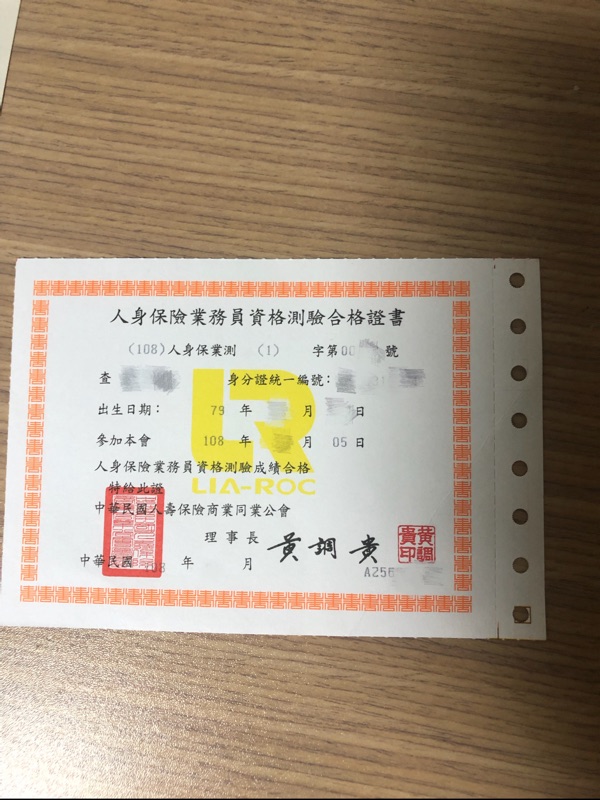 人身保險業務員資格測驗合格證書
(108)人身保業測 (1) 字第00 號
查 身分證統一編號：
出生日期： 79 年 月 日
參加本會 108 年 月 05 日
人身保險業務員資格測驗成績合格
特給此證
LIA-ROC
中華民國人壽保險商業同業公會
理事長 黃調貴
黃調貴印
中華民國 108 年 月
A256